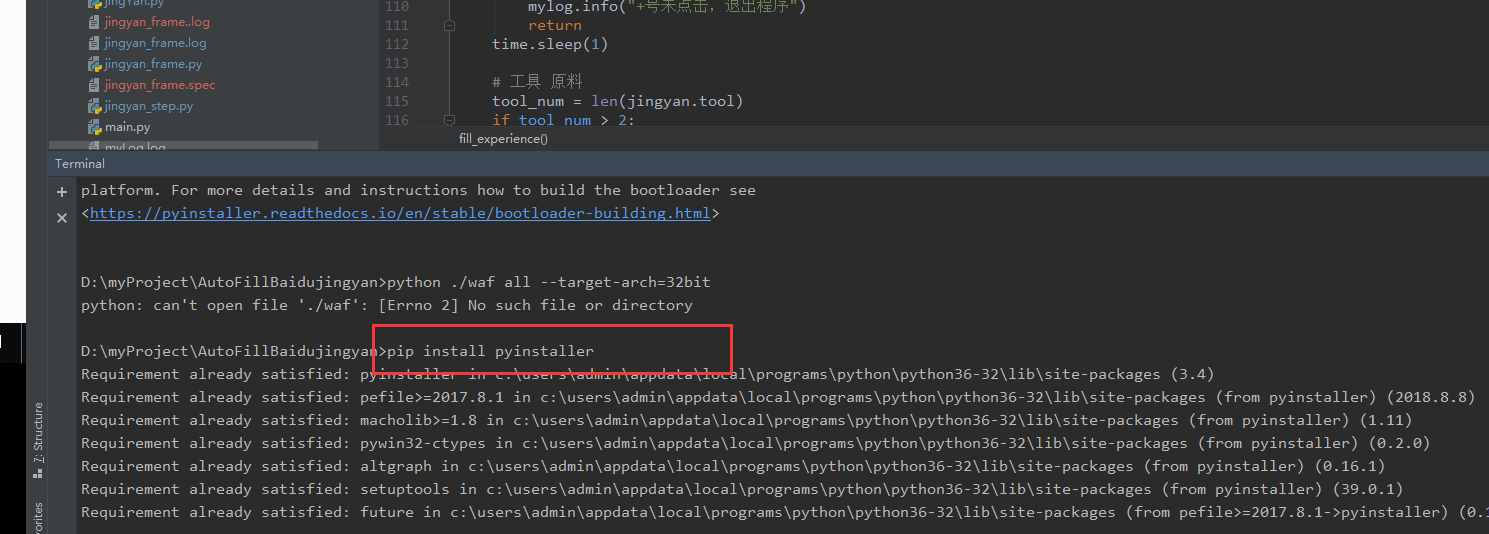 jingYan.py
jingyan_frame..log
jingyan_frame.log
jingyan_frame.py
jingyan_frame.spec
jingyan_step.py
main.py
myLog.log
110 mylog.info("+号未点击，退出程序")
111 return
112 time.sleep(1)
113
114 # 工具 原料
115 tool_num = len(jingyan.tool)
116 if tool_num > 2:
fill_experience()
Terminal
platform. For more details and instructions how to build the bootloader see
<https://pyinstaller.readthedocs.io/en/stable/bootloader-building.html>
D:\myProject\AutoFillBaidujingyan>python ./waf all --target-arch=32bit
python: can't open file './waf': [Errno 2] No such file or directory
D:\myProject\AutoFillBaidujingyan>pip install pyinstaller
Requirement already satisfied: pyinstaller in c:\users\admin\appdata\local\programs\python\python36-32\lib\site-packages (3.4)
Requirement already satisfied: pefile>=2017.8.1 in c:\users\admin\appdata\local\programs\python\python36-32\lib\site-packages (from pyinstaller) (2018.8.8)
Requirement already satisfied: macholib>=1.8 in c:\users\admin\appdata\local\programs\python\python36-32\lib\site-packages (from pyinstaller) (1.11)
Requirement already satisfied: pywin32-ctypes in c:\users\admin\appdata\local\programs\python\python36-32\lib\site-packages (from pyinstaller) (0.2.0)
Requirement already satisfied: altgraph in c:\users\admin\appdata\local\programs\python\python36-32\lib\site-packages (from pyinstaller) (0.16.1)
Requirement already satisfied: setuptools in c:\users\admin\appdata\local\programs\python\python36-32\lib\site-packages (from pyinstaller) (39.0.1)
Requirement already satisfied: future in c:\users\admin\appdata\local\programs\python\python36-32\lib\site-packages (from pefile>=2017.8.1->pyinstaller) (0.1
7: Structure